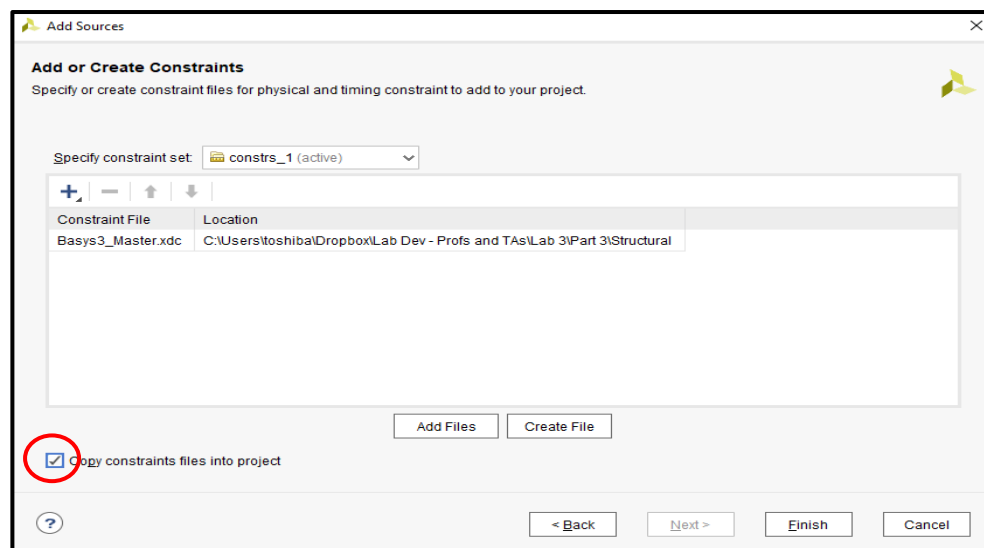 Add Sources
Add or Create Constraints
Specify or create constraint files for physical and timing constraint to add to your project.
Specify constraint set: constrs_1 (active)
Constraint File Location
Basys3_Master.xdc C:\Users\toshiba\Dropbox\Lab Dev - Profs and TAs\Lab 3\Part 3\Structural
Add Files Create File
Copy constraints files into project
? < Back Next > Finish Cancel